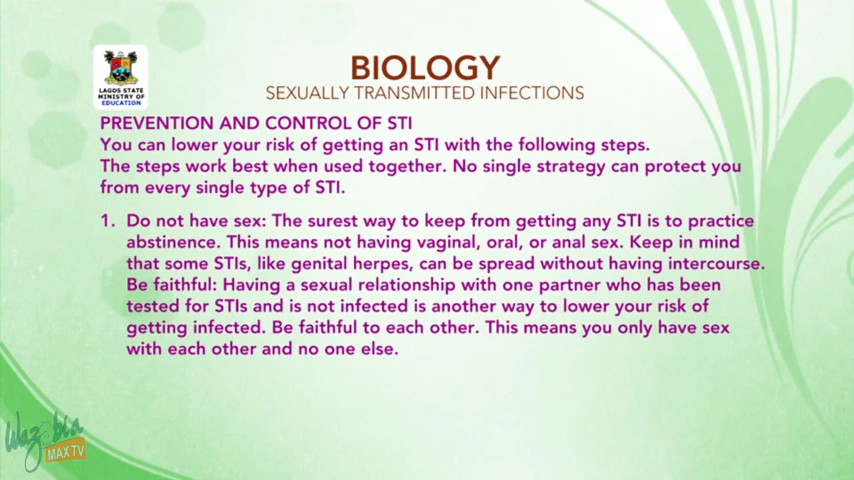 LAGOS STATE
MINISTRY OF
EDUCATION
BIOLOGY
SEXUALLY TRANSMITTED INFECTIONS
PREVENTION AND CONTROL OF STI
You can lower your risk of getting an STI with the following steps.
The steps work best when used together. No single strategy can protect you
from every single type of STI.
1. Do not have sex: The surest way to keep from getting any STI is to practice
abstinence. This means not having vaginal, oral, or anal sex. Keep in mind
that some STIs, like genital herpes, can be spread without having intercourse.
Be faithful: Having a sexual relationship with one partner who has been
tested for STIs and is not infected is another way to lower your risk of
getting infected. Be faithful to each other. This means you only have sex
with each other and no one else.
Wazobia
MAX TV